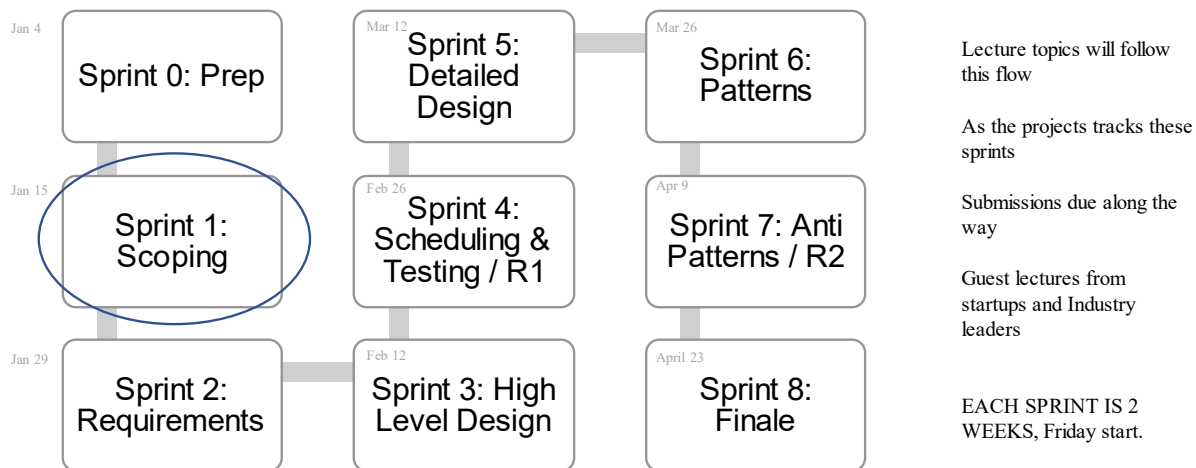 Jan 4
Sprint 0: Prep
Jan 15
Sprint 1:
Scoping
Jan 29
Sprint 2:
Requirements
Feb 12
Sprint 3: High
Level Design
Feb 26
Sprint 4:
Scheduling &
Testing / R1
Mar 12
Sprint 5:
Detailed
Design
Mar 26
Sprint 6:
Patterns
Apr 9
Sprint 7: Anti
Patterns / R2
April 23
Sprint 8:
Finale
Lecture topics will follow
this flow
As the projects tracks these
sprints
Submissions due along the
way
Guest lectures from
startups and Industry
leaders
EACH SPRINT IS 2
WEEKS, Friday start.